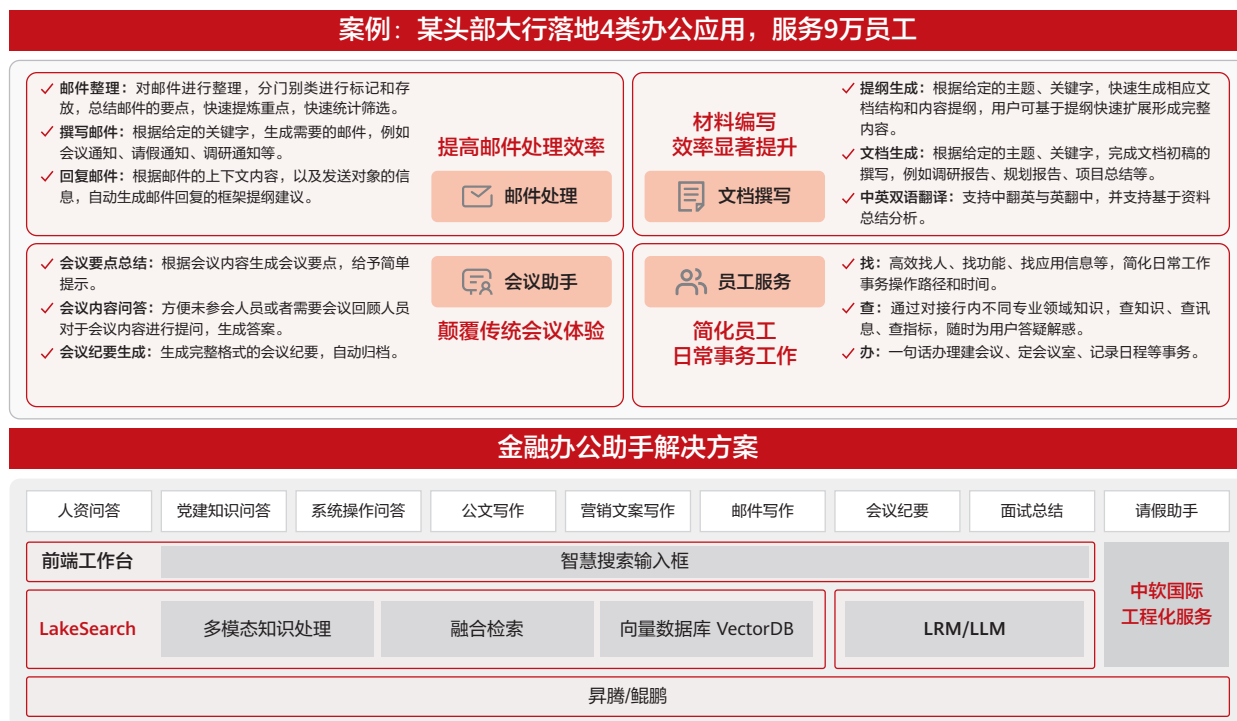 案例：某头部大行落地4类办公应用，服务9万员工
邮件整理：对邮件进行整理，分门别类进行标记和存
放，总结邮件的要点，快速提炼重点，快速统计筛选。
撰写邮件：根据给定的关键字，生成需要的邮件，例如
会议通知、请假通知、调研通知等。
回复邮件：根据邮件的上下文内容，以及发送对象的信
息，自动生成邮件回复的框架提纲建议。
提高邮件处理效率
邮件处理
材料编写
效率显著提升
文档撰写
提纲生成：根据给定的主题、关键字，快速生成相应文
档结构和内容提纲，用户可基于提纲快速扩展形成完整
内容。
文档生成：根据给定的主题、关键字，完成文档初稿的
撰写，例如调研报告、规划报告、项目总结等。
中英双语翻译：支持中翻英与英翻中，并支持基于资料
总结分析。
会议要点总结：根据会议内容生成会议要点，给予简单
提示。
会议内容问答：方便未参会人员或者需要会议回顾人员
对于会议内容进行提问，生成答案。
会议纪要生成：生成完整格式的会议纪要，自动归档。
会议助手
颠覆传统会议体验
员工服务
简化员工
日常事务工作
找：高效找人、找功能、找应用信息等，简化日常工作
事务操作路径和时间。
查：通过对接行内不同专业领域知识，查知识、查讯
息、查指标，随时为用户答疑解惑。
办：一句话办理建会议、定会议室、记录日程等事务。
金融办公助手解决方案
人资问答
党建知识问答
系统操作问答
公文写作
营销文案写作
邮件写作
会议纪要
面试总结
请假助手
前端工作台
智慧搜索输入框
中软国际
工程化服务
LakeSearch
多模态知识处理
融合检索
向量数据库 VectorDB
LRM/LLM
昇腾/鲲鹏